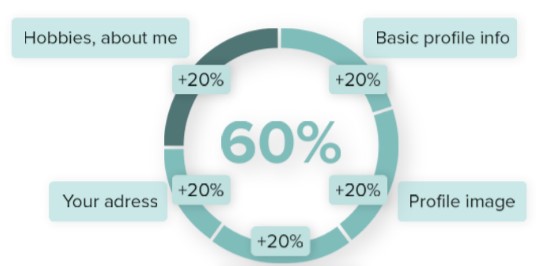 Hobbies, about me
Basic profile info
+20%
+20%
60%
Your adress
+20%
+20%
Profile image
+20%